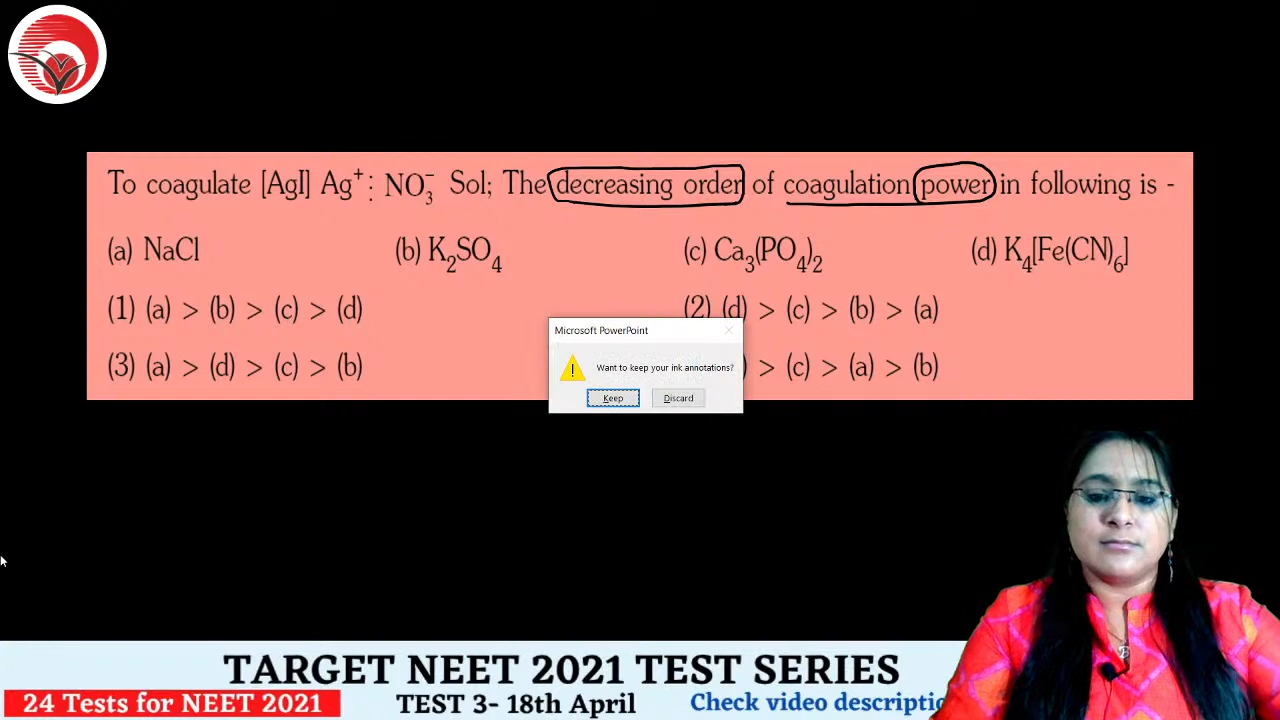 To coagulate [AgI] Ag⁺ ⋮ NO₃⁻ Sol; The decreasing order of coagulation power in following is -
(a) NaCl (b) K₂SO₄ (c) Ca₃(PO₄)₂ (d) K₄[Fe(CN)₆]
(1) (a) > (b) > (c) > (d) (2) (d) > (c) > (b) > (a)
(3) (a) > (d) > (c) > (b) > (c) > (a) > (b)
Microsoft PowerPoint
Want to keep your ink annotations?
Keep Discard
TARGET NEET 2021 TEST SERIES
24 Tests for NEET 2021 TEST 3- 18th April Check video